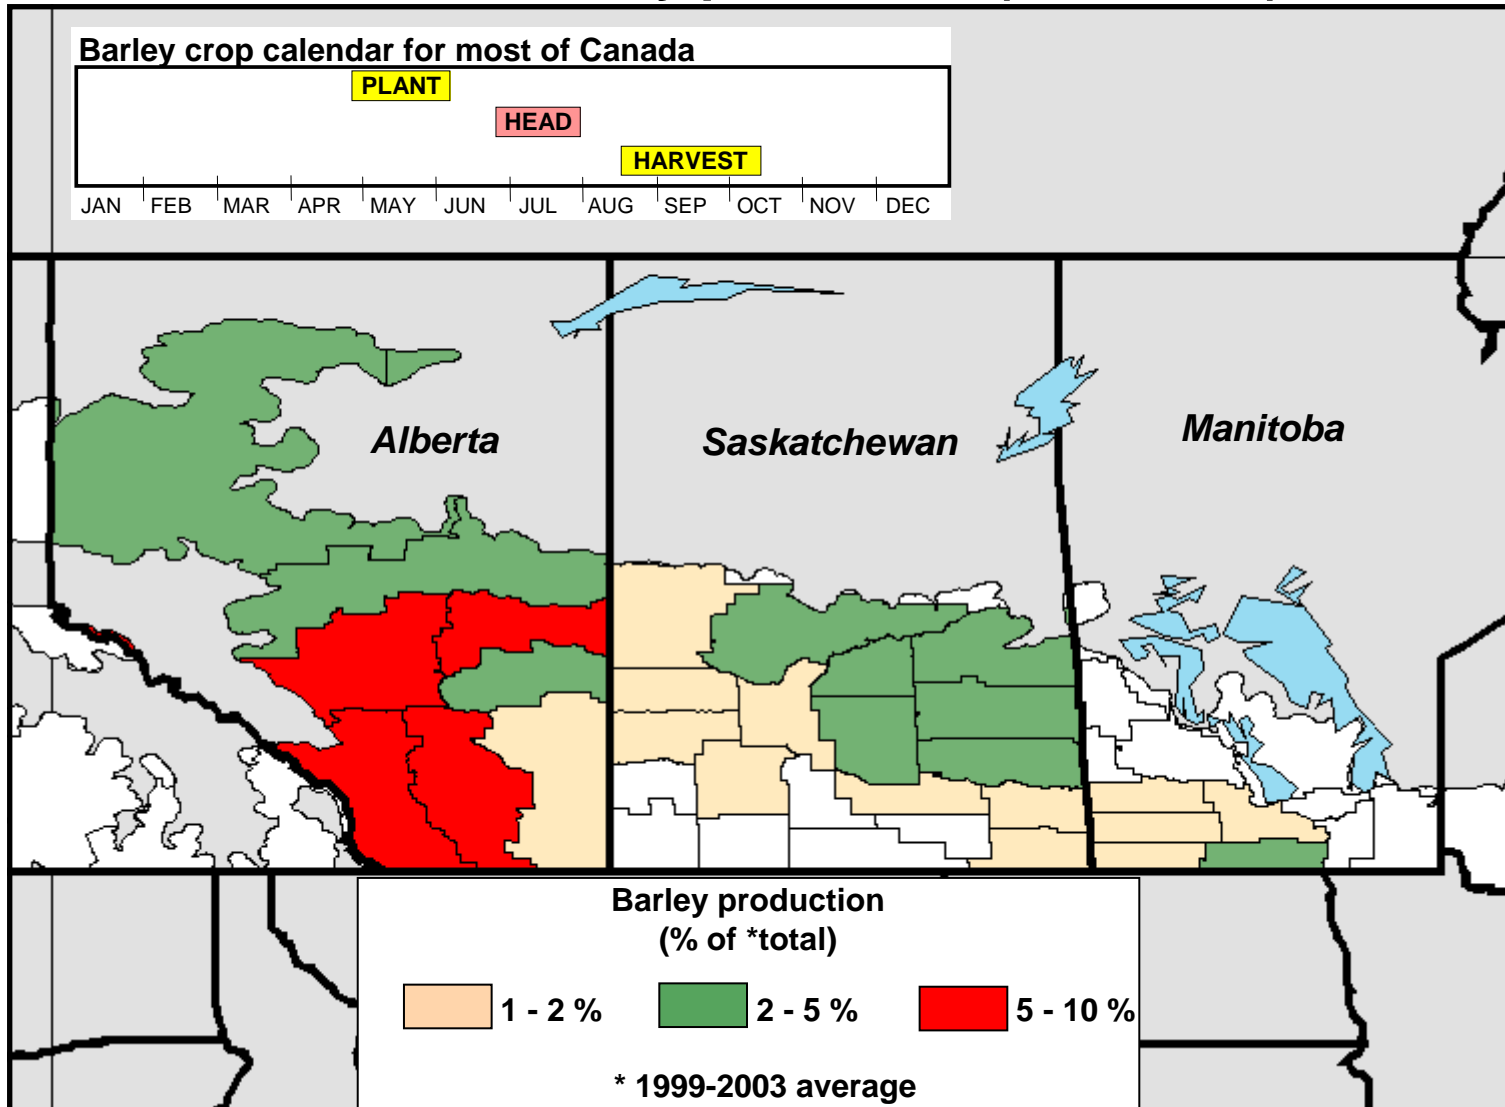 Barley crop calendar for most of Canada
PLANT
HEAD
HARVEST
JAN FEB MAR APR MAY JUN JUL AUG SEP OCT NOV DEC
Alberta
Saskatchewan
Manitoba
Barley production
(% of *total)
1 - 2 % 2 - 5 % 5 - 10 %
* 1999-2003 average